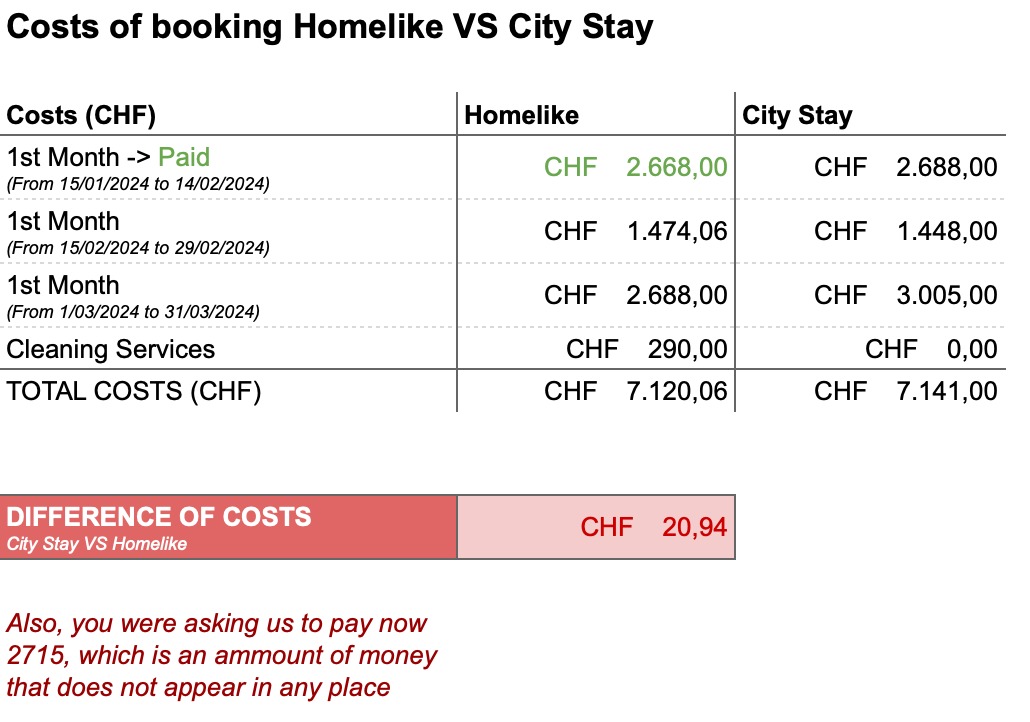 Costs of booking Homelike VS City Stay
Costs (CHF) Homelike City Stay
1st Month -> Paid CHF 2.668,00 CHF 2.688,00
(From 15/01/2024 to 14/02/2024)
1st Month CHF 1.474,06 CHF 1.448,00
(From 15/02/2024 to 29/02/2024)
1st Month CHF 2.688,00 CHF 3.005,00
(From 1/03/2024 to 31/03/2024)
Cleaning Services CHF 290,00 CHF 0,00
TOTAL COSTS (CHF) CHF 7.120,06 CHF 7.141,00
DIFFERENCE OF COSTS CHF 20,94
City Stay VS Homelike
Also, you were asking us to pay now
2715, which is an ammount of money
that does not appear in any place